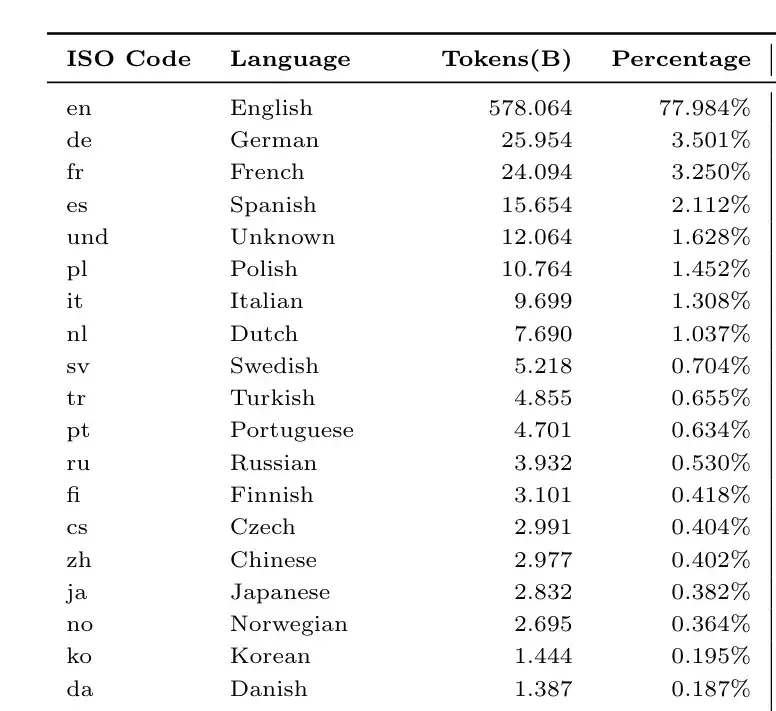 ISO Code Language Tokens(B) Percentage
en English 578.064 77.984%
de German 25.954 3.501%
fr French 24.094 3.250%
es Spanish 15.654 2.112%
und Unknown 12.064 1.628%
pl Polish 10.764 1.452%
it Italian 9.699 1.308%
nl Dutch 7.690 1.037%
sv Swedish 5.218 0.704%
tr Turkish 4.855 0.655%
pt Portuguese 4.701 0.634%
ru Russian 3.932 0.530%
fi Finnish 3.101 0.418%
cs Czech 2.991 0.404%
zh Chinese 2.977 0.402%
ja Japanese 2.832 0.382%
no Norwegian 2.695 0.364%
ko Korean 1.444 0.195%
da Danish 1.387 0.187%